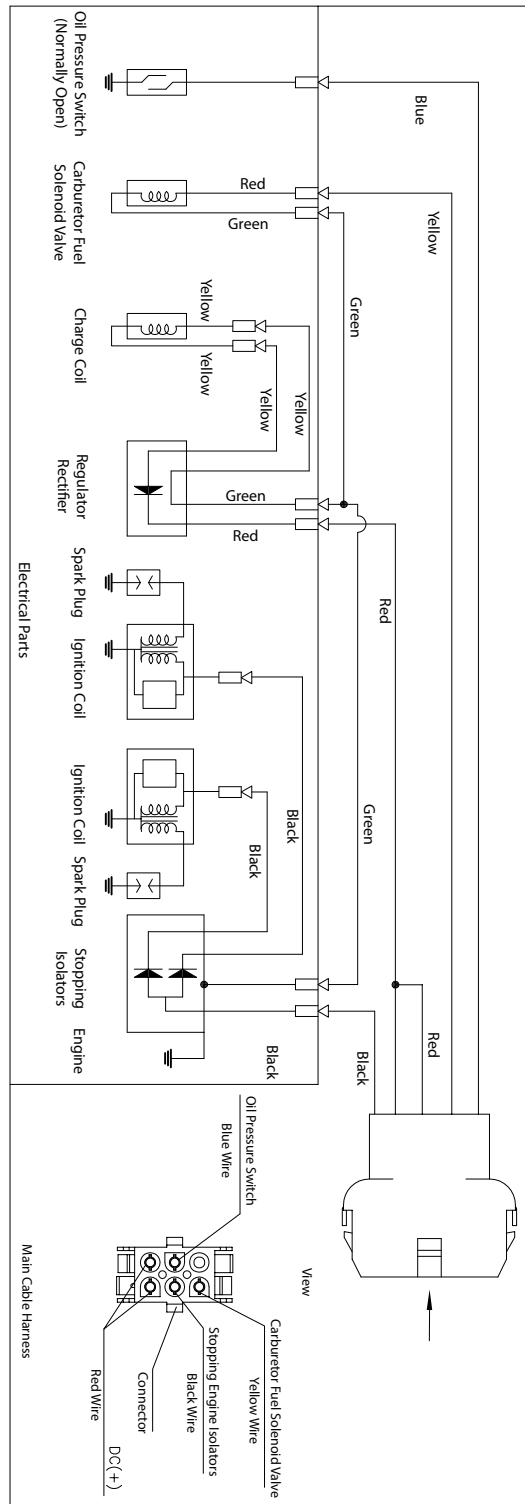 Oil Pressure Switch
(Normally Open)
Blue
Carburetor Fuel
Solenoid Valve
Red
Green
Yellow
Green
Charge Coil
Yellow
Yellow
Yellow
Yellow
Regulator
Rectifier
Green
Red
Red
Spark Plug
Ignition Coil
Black
Ignition Coil
Black
Spark Plug
Green
Stopping
Isolators
Engine
Black
Black
Red
Electrical Parts
Oil Pressure Switch
Blue Wire
View
Carburetor Fuel Solenoid Valve
Yellow Wire
Stopping Engine Isolators
Black Wire
Connector
Red Wire
DC(+)
Main Cable Harness